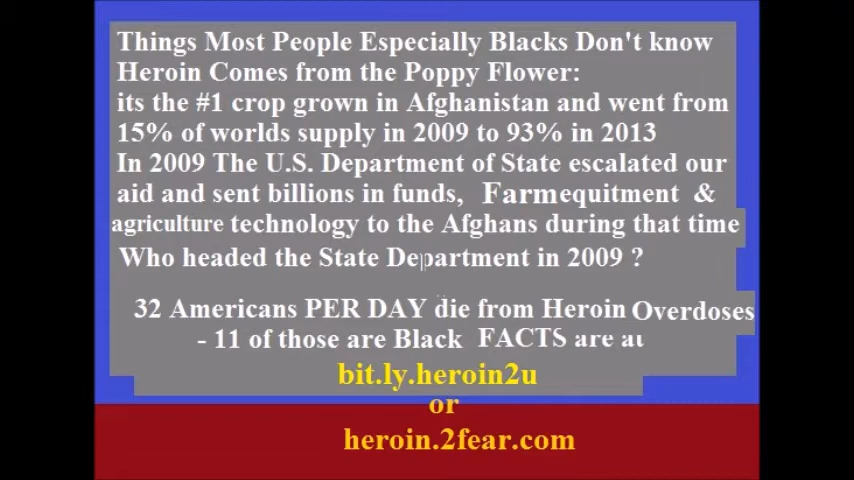 Things Most People Especially Blacks Don't know
Heroin Comes from the Poppy Flower:
its the #1 crop grown in Afghanistan and went from
15% of worlds supply in 2009 to 93% in 2013
In 2009 The U.S. Department of State escalated our
aid and sent billions in funds, Farmequitment &
agriculture technology to the Afghans during that time
Who headed the State Department in 2009 ?
32 Americans PER DAY die from Heroin Overdoses
- 11 of those are Black FACTS are at
bit.ly.heroin2u
or
heroin.2fear.com